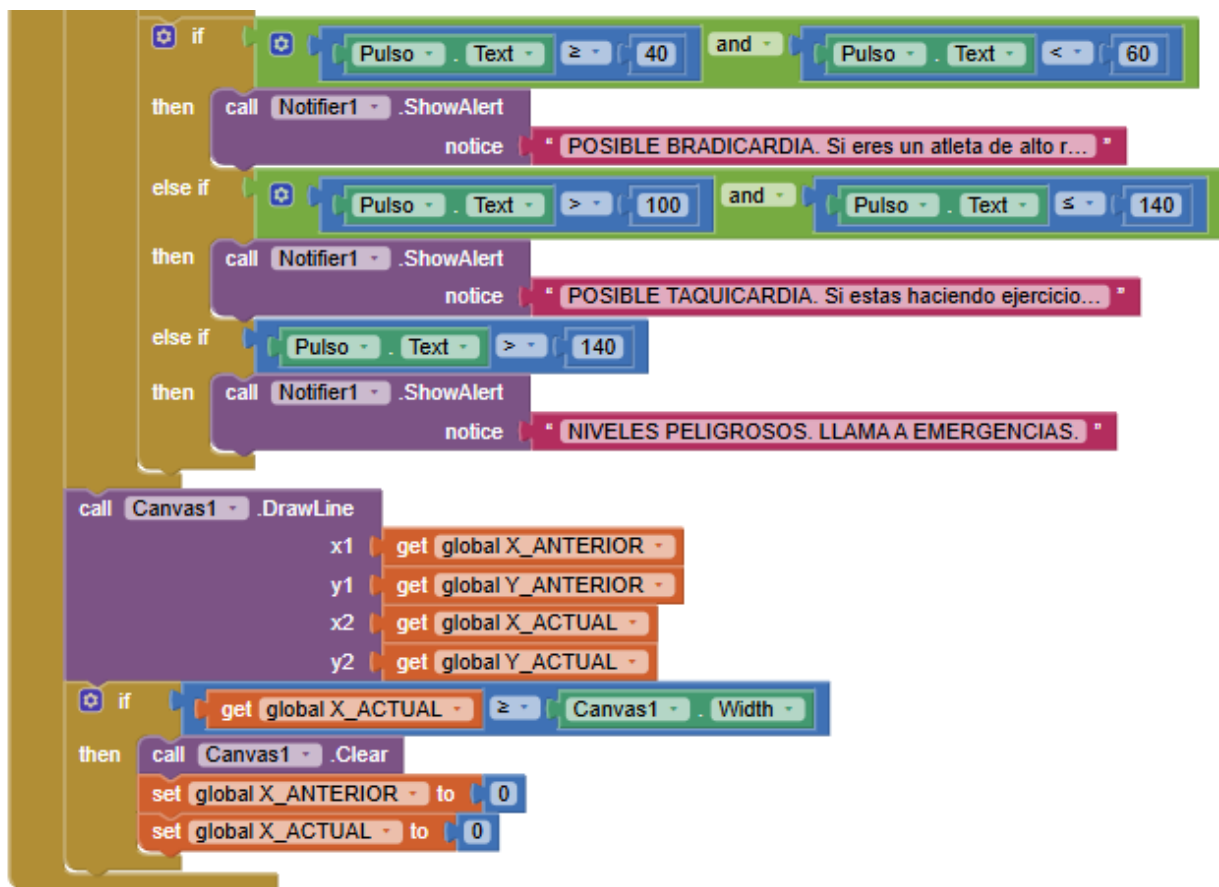 if Pulso . Text ≥ 40 and Pulso . Text < 60
then call Notifier1 .ShowAlert
notice “ POSIBLE BRADICARDIA. Si eres un atleta de alto r... ”
else if Pulso . Text > 100 and Pulso . Text ≤ 140
then call Notifier1 .ShowAlert
notice “ POSIBLE TAQUICARDIA. Si estas haciendo ejercicio... ”
else if Pulso . Text > 140
then call Notifier1 .ShowAlert
notice “ NIVELES PELIGROSOS. LLAMA A EMERGENCIAS. ”
call Canvas1 .DrawLine
x1 get global X_ANTERIOR
y1 get global Y_ANTERIOR
x2 get global X_ACTUAL
y2 get global Y_ACTUAL
if get global X_ACTUAL ≥ Canvas1 . Width
then call Canvas1 .Clear
set global X_ANTERIOR to 0
set global X_ACTUAL to 0